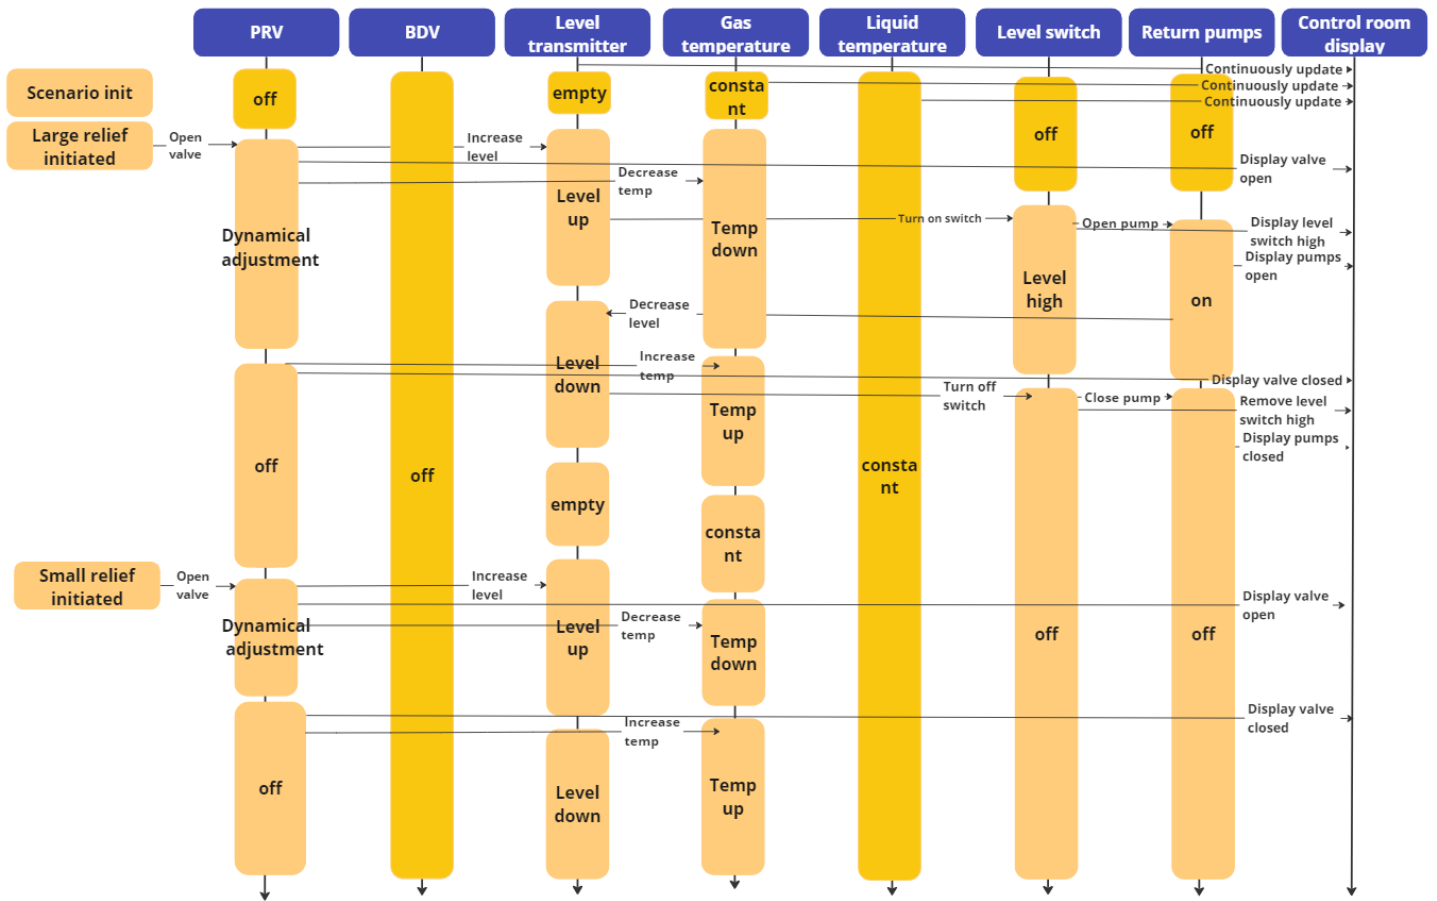 PRV
BDV
Level
transmitter
Gas
temperature
Liquid
temperature
Level switch
Return pumps
Control room
display
Continuously update
Continuously update
Continuously update
Scenario init
off
empty
consta
nt
off
off
Large relief
initiated
Open
valve
Increase
level
Display valve
open
Decrease
temp
Level
up
Turn on switch
Open pump
Display level
switch high
Dynamical
adjustment
Temp
down
Display pumps
open
Level
high
on
Decrease
level
Increase
temp
Level
down
Display valve closed
Turn off
switch
Close pump
Remove level
switch high
Temp
up
Display pumps
closed
off
off
consta
nt
empty
consta
nt
Small relief
initiated
Open
valve
Increase
level
Display valve
open
Decrease
temp
Dynamical
adjustment
Level
up
Temp
down
off
off
Display valve
closed
Increase
temp
off
Level
down
Temp
up